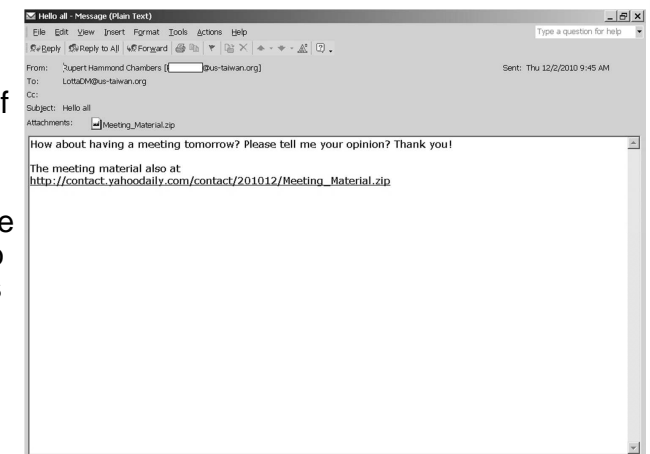 Hello all - Message (Plain Text)
File Edit View Insert Format Tools Actions Help
Type a question for help
Reply Reply to All Forward
From: Rupert Hammond Chambers [ @us-taiwan.org]
Sent: Thu 12/2/2010 9:45 AM
To: LottaDM@us-taiwan.org
Cc:
Subject: Hello all
Attachments: Meeting_Material.zip
How about having a meeting tomorrow? Please tell me your opinion? Thank you!
The meeting material also at
http://contact.yahoodaily.com/contact/201012/Meeting_Material.zip